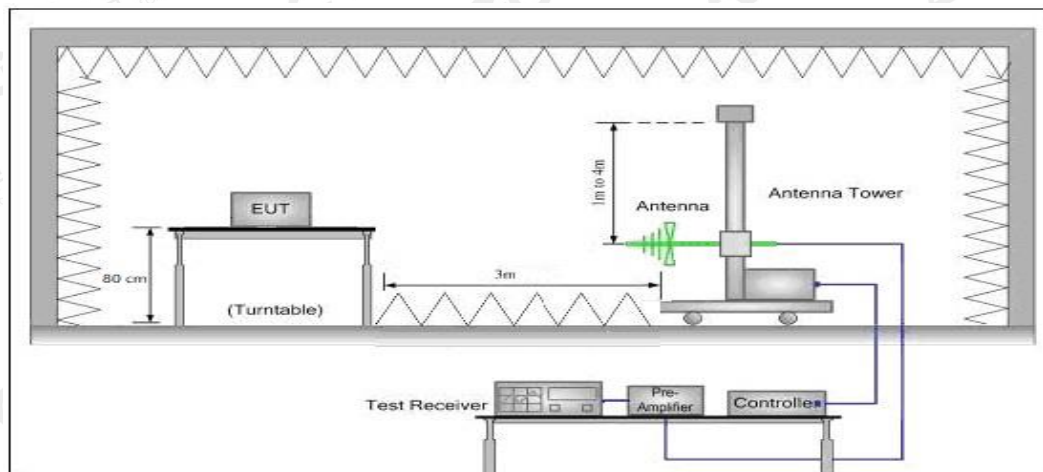 1m to 4m
Antenna
Antenna Tower
EUT
80 cm
3m
(Turntable)
Test Receiver
Pre-
Amplifier
Controlle